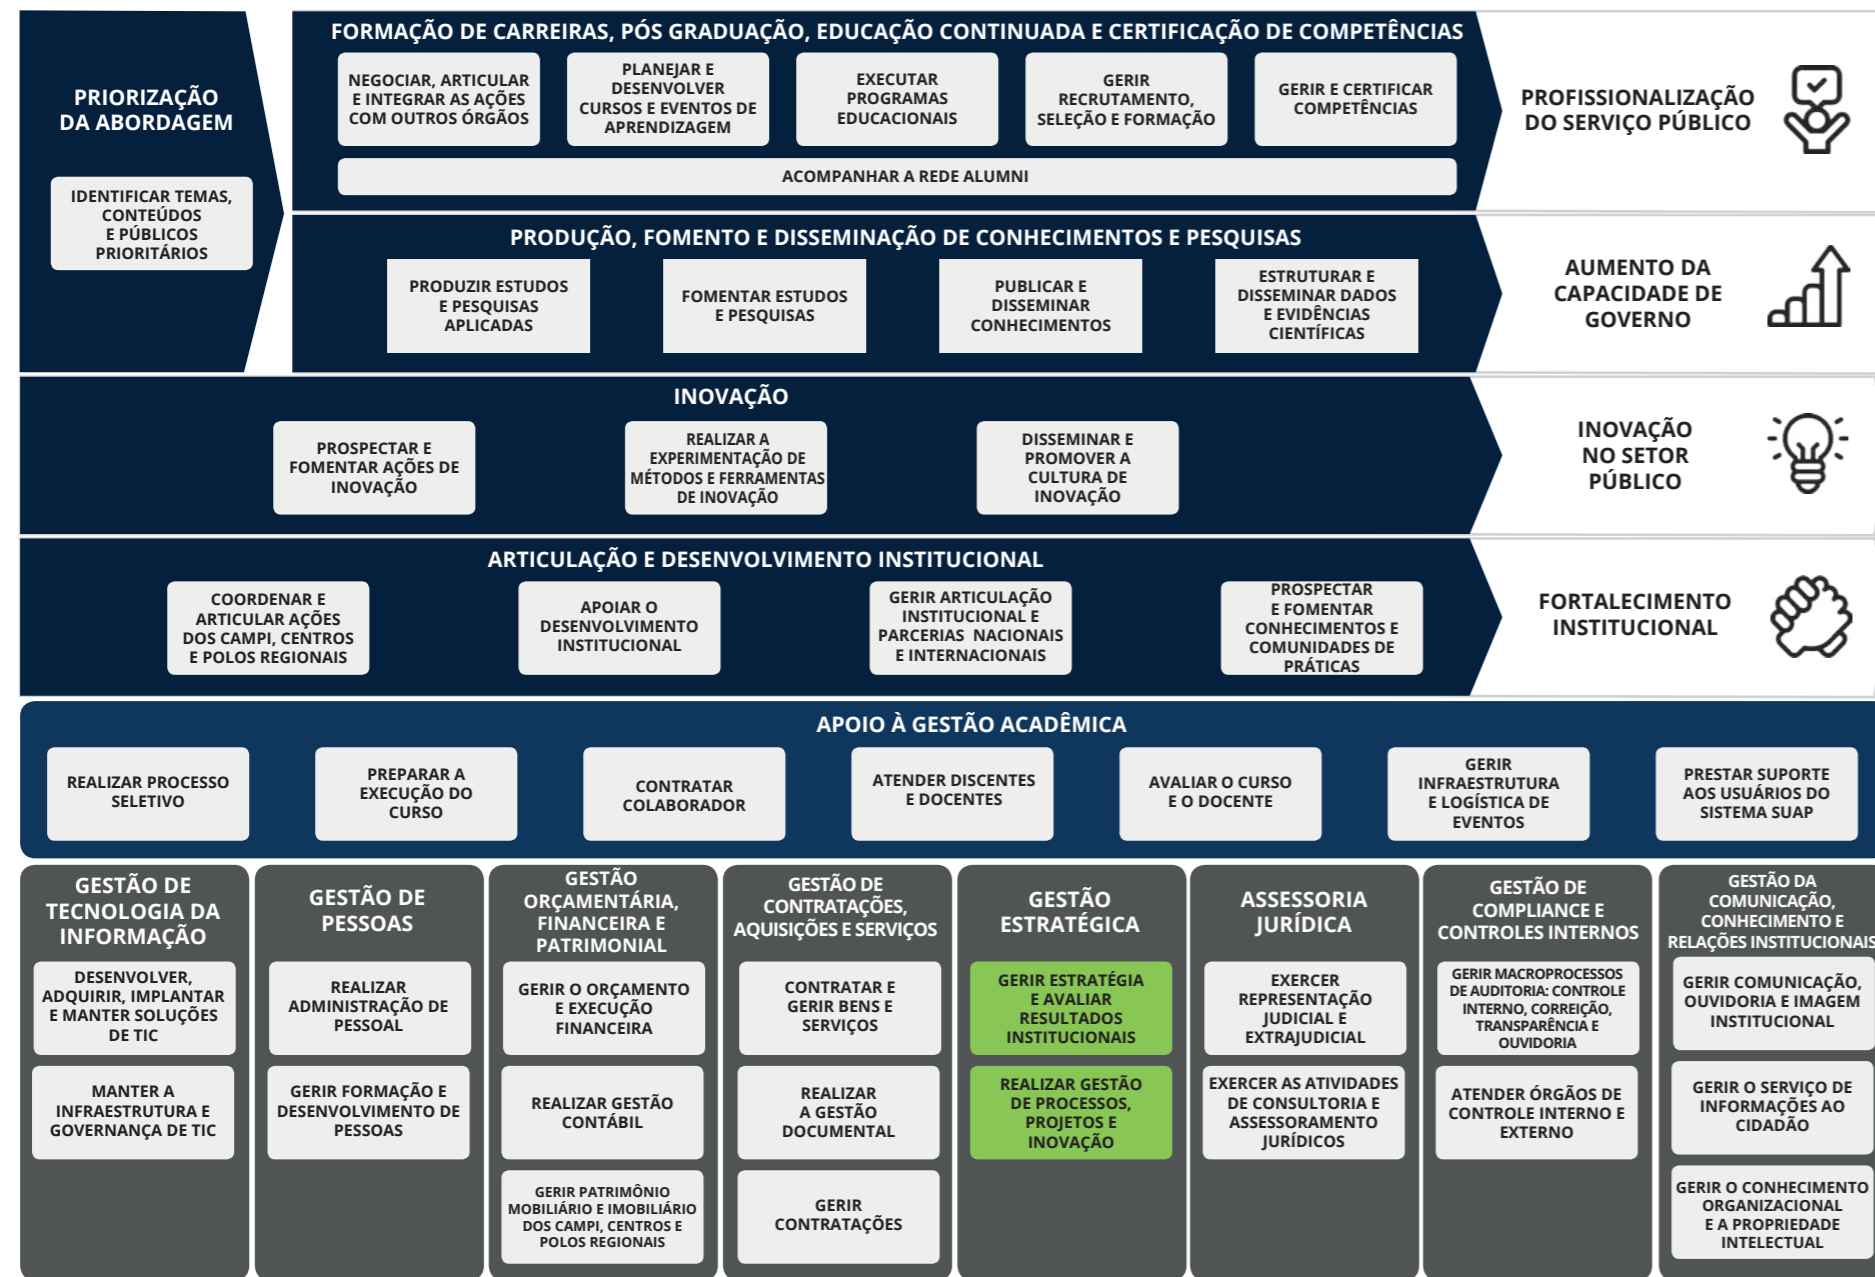 PRIORIZAÇÃO
DA ABORDAGEM
IDENTIFICAR TEMAS,
CONTEÚDOS
E PÚBLICOS
PRIORITÁRIOS
FORMAÇÃO DE CARREIRAS, PÓS GRADUAÇÃO, EDUCAÇÃO CONTINUADA E CERTIFICAÇÃO DE COMPETÊNCIAS
NEGOCIAR, ARTICULAR
E INTEGRAR AS AÇÕES
COM OUTROS ÓRGÃOS
PLANEJAR E
DESENVOLVER
CURSOS E EVENTOS DE
APRENDIZAGEM
EXECUTAR
PROGRAMAS
EDUCACIONAIS
GERIR
RECRUTAMENTO,
SELEÇÃO E FORMAÇÃO
GERIR E CERTIFICAR
COMPETÊNCIAS
ACOMPANHAR A REDE ALUMNI
PROFISSIONALIZAÇÃO
DO SERVIÇO PÚBLICO
PRODUÇÃO, FOMENTO E DISSEMINAÇÃO DE CONHECIMENTOS E PESQUISAS
PRODUZIR ESTUDOS
E PESQUISAS
APLICADAS
FOMENTAR ESTUDOS
E PESQUISAS
PUBLICAR E
DISSEMINAR
CONHECIMENTOS
ESTRUTURAR E
DISSEMINAR DADOS
E EVIDÊNCIAS
CIENTÍFICAS
AUMENTO DA
CAPACIDADE DE
GOVERNO
INOVAÇÃO
PROSPECTAR E
FOMENTAR AÇÕES DE
INOVAÇÃO
REALIZAR A
EXPERIMENTAÇÃO DE
MÉTODOS E FERRAMENTAS
DE INOVAÇÃO
DISSEMINAR E
PROMOVER A
CULTURA DE
INOVAÇÃO
INOVAÇÃO
NO SETOR
PÚBLICO
ARTICULAÇÃO E DESENVOLVIMENTO INSTITUCIONAL
COORDENAR E
ARTICULAR AÇÕES
DOS CAMPI, CENTROS
E POLOS REGIONAIS
APOIAR O
DESENVOLVIMENTO
INSTITUCIONAL
GERIR ARTICULAÇÃO
INSTITUCIONAL E
PARCERIAS NACIONAIS
E INTERNACIONAIS
PROSPECTAR
E FOMENTAR
CONHECIMENTOS E
COMUNIDADES DE
PRÁTICAS
FORTALECIMENTO
INSTITUCIONAL
APOIO À GESTÃO ACADÊMICA
REALIZAR PROCESSO
SELETIVO
PREPARAR A
EXECUÇÃO DO
CURSO
CONTRATAR
COLABORADOR
ATENDER DISCENTES
E DOCENTES
AVALIAR O CURSO
E O DOCENTE
GERIR
INFRAESTRUTURA
E LOGÍSTICA DE
EVENTOS
PRESTAR SUPORTE
AOS USUÁRIOS DO
SISTEMA SUAP
GESTÃO DE
TECNOLOGIA DA
INFORMAÇÃO
DESENVOLVER,
ADQUIRIR, IMPLANTAR
E MANTER SOLUÇÕES
DE TIC
MANTER A
INFRAESTRUTURA E
GOVERNANÇA DE TIC
GESTÃO DE
PESSOAS
REALIZAR
ADMINISTRAÇÃO DE
PESSOAL
GERIR FORMAÇÃO E
DESENVOLVIMENTO DE
PESSOAS
GESTÃO
ORÇAMENTÁRIA,
FINANCEIRA E
PATRIMONIAL
GERIR O ORÇAMENTO
E EXECUÇÃO
FINANCEIRA
REALIZAR GESTÃO
CONTÁBIL
GERIR PATRIMÔNIO
MOBILIÁRIO E IMOBILIÁRIO
DOS CAMPI, CENTROS E
POLOS REGIONAIS
GESTÃO DE
CONTRATAÇÕES,
AQUISIÇÕES E SERVIÇOS
CONTRATAR E
GERIR BENS E
SERVIÇOS
REALIZAR
A GESTÃO
DOCUMENTAL
GERIR
CONTRATAÇÕES
GESTÃO
ESTRATÉGICA
GERIR ESTRATÉGIA
E AVALIAR
RESULTADOS
INSTITUCIONAIS
REALIZAR GESTÃO
DE PROCESSOS,
PROJETOS E
INOVAÇÃO
ASSESSORIA
JURÍDICA
EXERCER
REPRESENTAÇÃO
JUDICIAL E
EXTRAJUDICIAL
EXERCER AS ATIVIDADES
DE CONSULTORIA E
ASSESSORAMENTO
JURÍDICOS
GESTÃO DE
COMPLIANCE E
CONTROLES INTERNOS
GERIR MACROPROCESSOS
DE AUDITORIA: CONTROLE
INTERNO, CORREIÇÃO,
TRANSPARÊNCIA E
OUVIDORIA
ATENDER ÓRGÃOS DE
CONTROLE INTERNO E
EXTERNO
GESTÃO DA
COMUNICAÇÃO,
CONHECIMENTO E
RELAÇÕES INSTITUCIONAIS
GERIR COMUNICAÇÃO,
OUVIDORIA E IMAGEM
INSTITUCIONAL
GERIR O SERVIÇO DE
INFORMAÇÕES AO
CIDADÃO
GERIR O CONHECIMENTO
ORGANIZACIONAL
E A PROPRIEDADE
INTELECTUAL